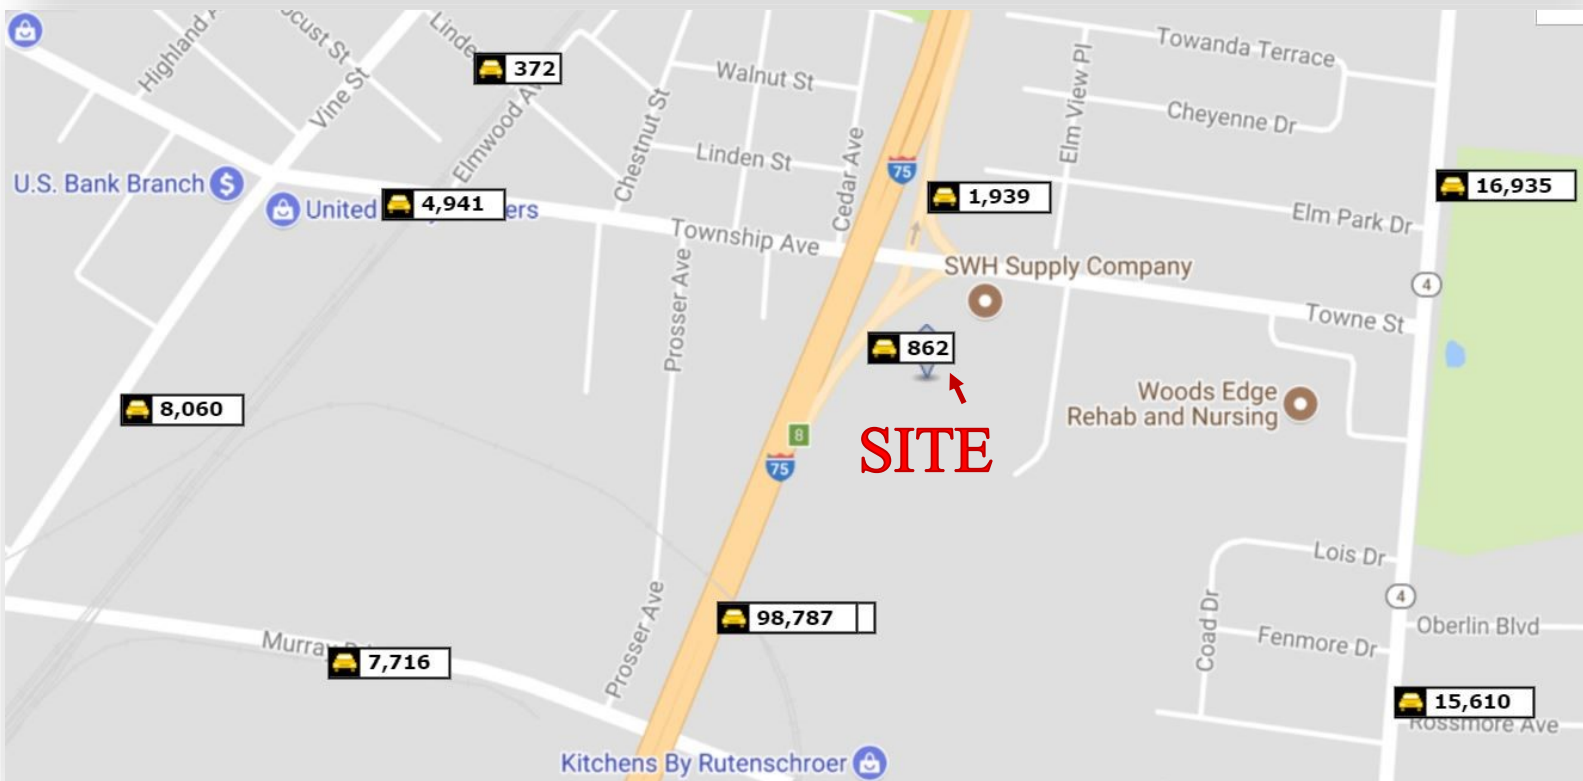 Highland A
ocust St
Vine St
Linde
372
Elmwood Av
Chestnut St
Walnut St
Linden St
Cedar Ave
75
Elm View Pl
Towanda Terrace
Cheyenne Dr
16,935
U.S. Bank Branch $
United
4,941
ers
1,939
Elm Park Dr
Township Ave
SWH Supply Company
4
Prosser Ave
Towne St
862
8,060
Woods Edge
Rehab and Nursing
8
SITE
75
Lois Dr
4
Prosser Ave
98,787
Coad Dr
Oberlin Blvd
Fenmore Dr
Murray
7,716
15,610
Rossmore Ave
Kitchens By Rutenschroer